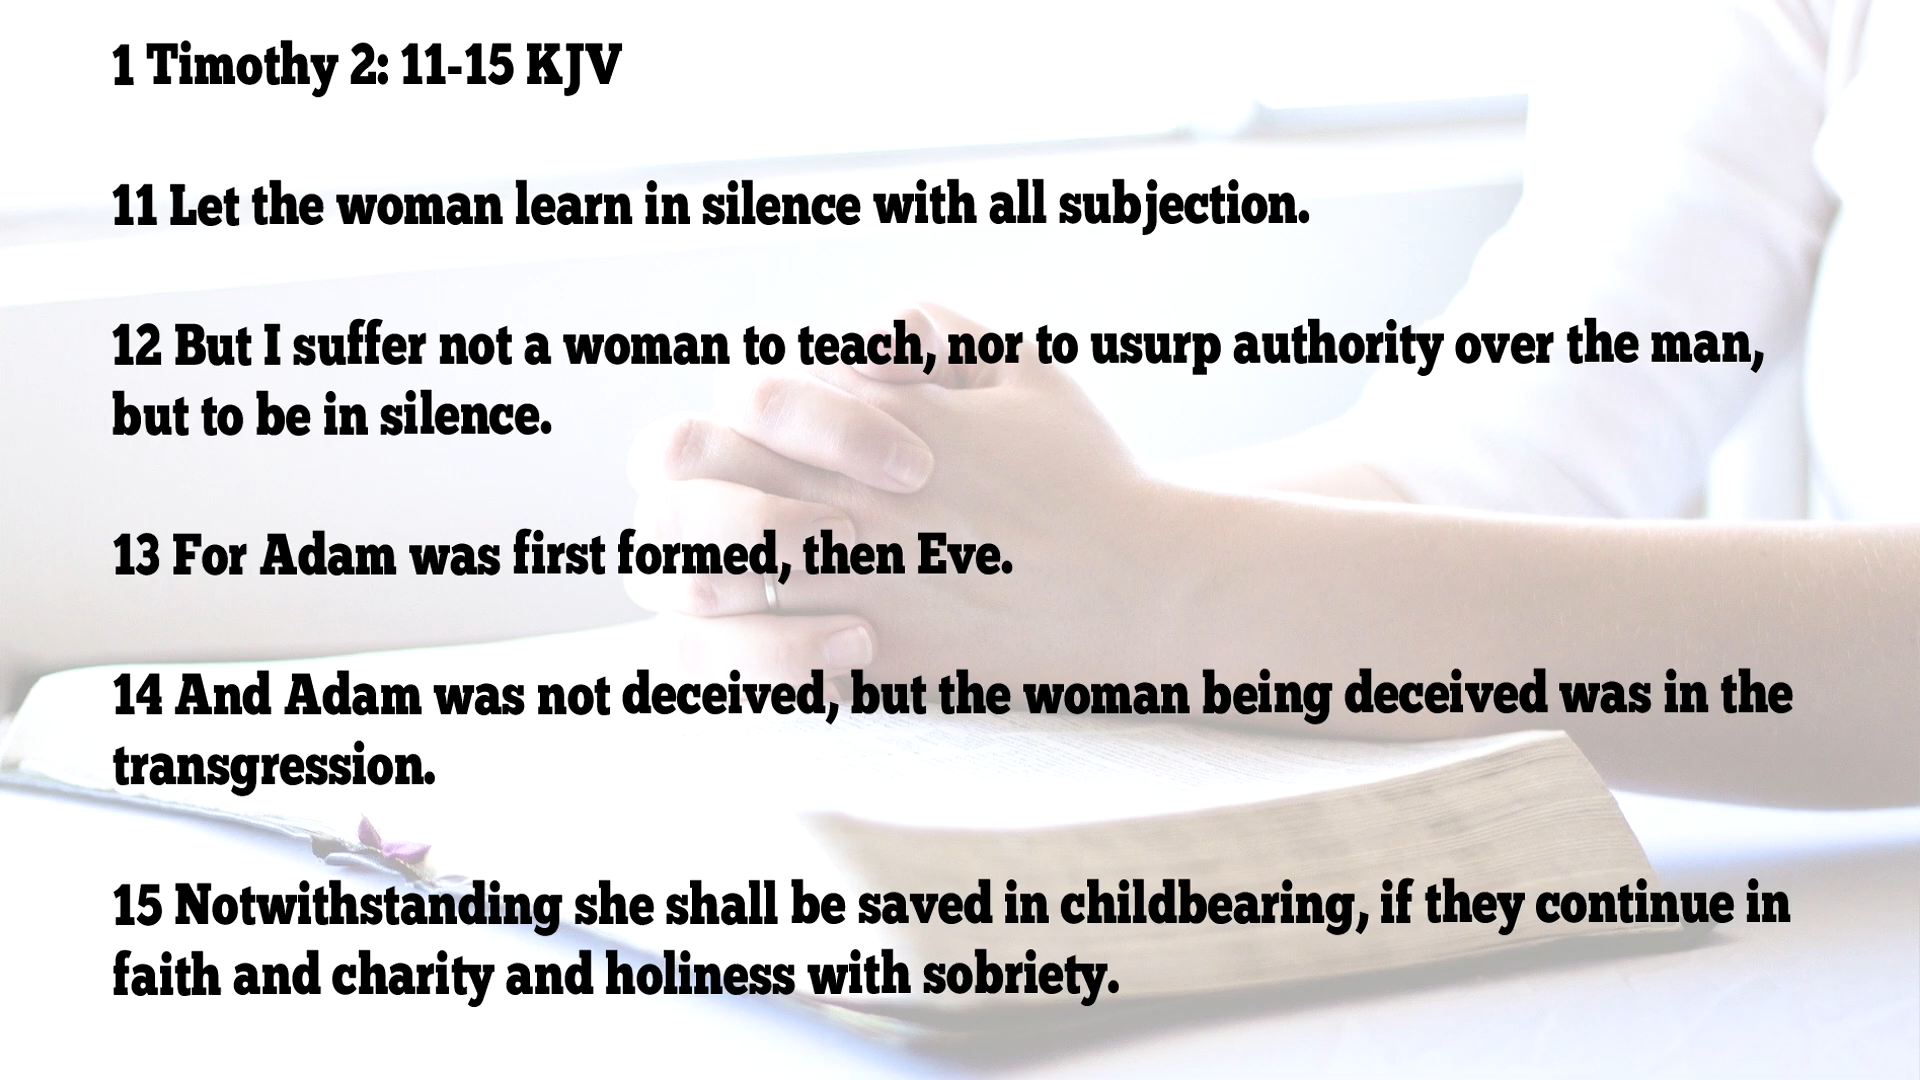 1 Timothy 2: 11-15 KJV
11 Let the woman learn in silence with all subjection.
12 But I suffer not a woman to teach, nor to usurp authority over the man,
but to be in silence.
13 For Adam was first formed, then Eve.
14 And Adam was not deceived, but the woman being deceived was in the
transgression.
15 Notwithstanding she shall be saved in childbearing, if they continue in
faith and charity and holiness with sobriety.